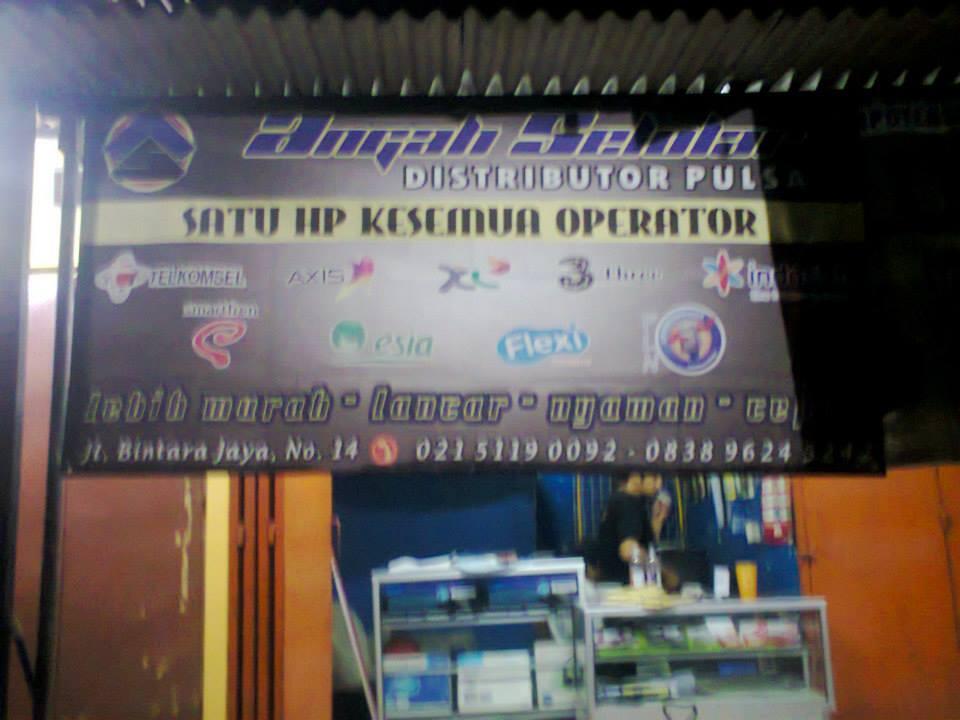 DISTRIBUTOR PULSA
SATU HP KESEMUA OPERATOR
TELKOMSEL AXIS XL 3 three
smartfren esia Flexi
lebih murah - lancar - nyaman -
Jl. Bintara Jaya, No. 14 021 5119 0092 - 0838 9624